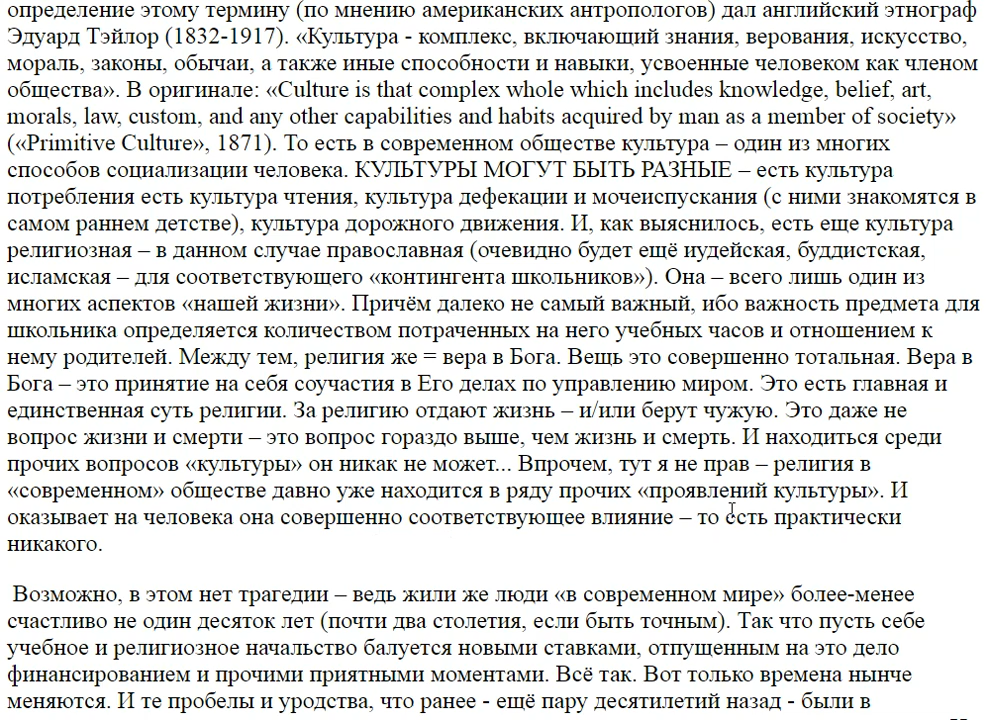 определение этому термину (по мнению американских антропологов) дал английский этнограф
Эдуард Тэйлор (1832-1917). «Культура - комплекс, включающий знания, верования, искусство,
мораль, законы, обычаи, а также иные способности и навыки, усвоенные человеком как членом
общества». В оригинале: «Culture is that complex whole which includes knowledge, belief, art,
morals, law, custom, and any other capabilities and habits acquired by man as a member of society»
(«Primitive Culture», 1871). То есть в современном обществе культура – один из многих
способов социализации человека. КУЛЬТУРЫ МОГУТ БЫТЬ РАЗНЫЕ – есть культура
потребления есть культура чтения, культура дефекации и мочеиспускания (с ними знакомятся в
самом раннем детстве), культура дорожного движения. И, как выяснилось, есть еще культура
религиозная – в данном случае православная (очевидно будет ещё иудейская, буддистская,
исламская – для соответствующего «контингента школьников»). Она – всего лишь один из
многих аспектов «нашей жизни». Причём далеко не самый важный, ибо важность предмета для
школьника определяется количеством потраченных на него учебных часов и отношением к
нему родителей. Между тем, религия же = вера в Бога. Вещь это совершенно тотальная. Вера в
Бога – это принятие на себя соучастия в Его делах по управлению миром. Это есть главная и
единственная суть религии. За религию отдают жизнь – и/или берут чужую. Это даже не
вопрос жизни и смерти – это вопрос гораздо выше, чем жизнь и смерть. И находиться среди
прочих вопросов «культуры» он никак не может... Впрочем, тут я не прав – религия в
«современном» обществе давно уже находится в ряду прочих «проявлений культуры». И
оказывает на человека она совершенно соответствующее влияние – то есть практически
никакого.
Возможно, в этом нет трагедии – ведь жили же люди «в современном мире» более-менее
счастливо не один десяток лет (почти два столетия, если быть точным). Так что пусть себе
учебное и религиозное начальство балуется новыми ставками, отпущенным на это дело
финансированием и прочими приятными моментами. Всё так. Вот только времена нынче
меняются. И те пробелы и уродства, что ранее - ещё пару десятилетий назад - были в